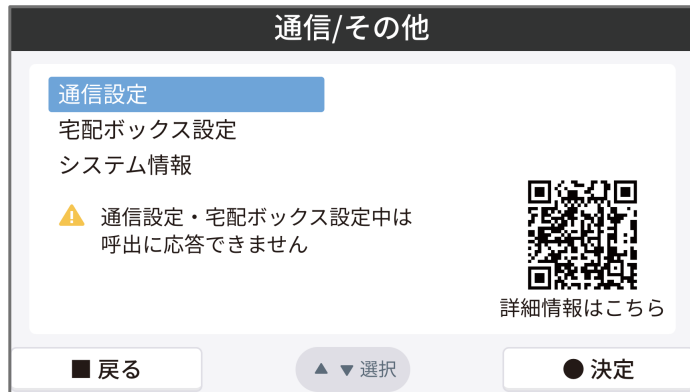 通信/その他
通信設定
宅配ボックス設定
システム情報
通信設定・宅配ボックス設定中は
呼出に応答できません
詳細情報はこちら
■ 戻る
▲ ▼ 選択
● 決定